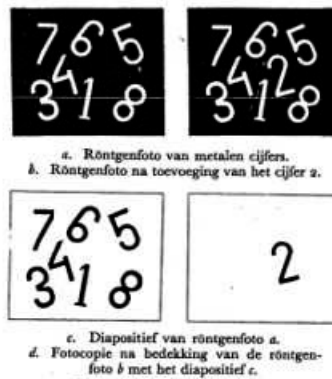 7 6 5 7 6 5
4 4 2
3 1 8 3 1 8
a. Röntgenfoto van metalen cijfers.
b. Röntgenfoto na toevoeging van het cijfer 2.
7 6 5
4 2
3 1 8
c. Diapositief van röntgenfoto a.
d. Fotocopie na bedekking van de röntgen-
foto b met het diapositief c.